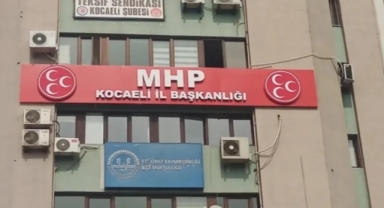 TEKSİF SENDİKASI
KOCAELİ ŞUBESİ
MHP
KOCAELİ İL BAŞKANLIĞI